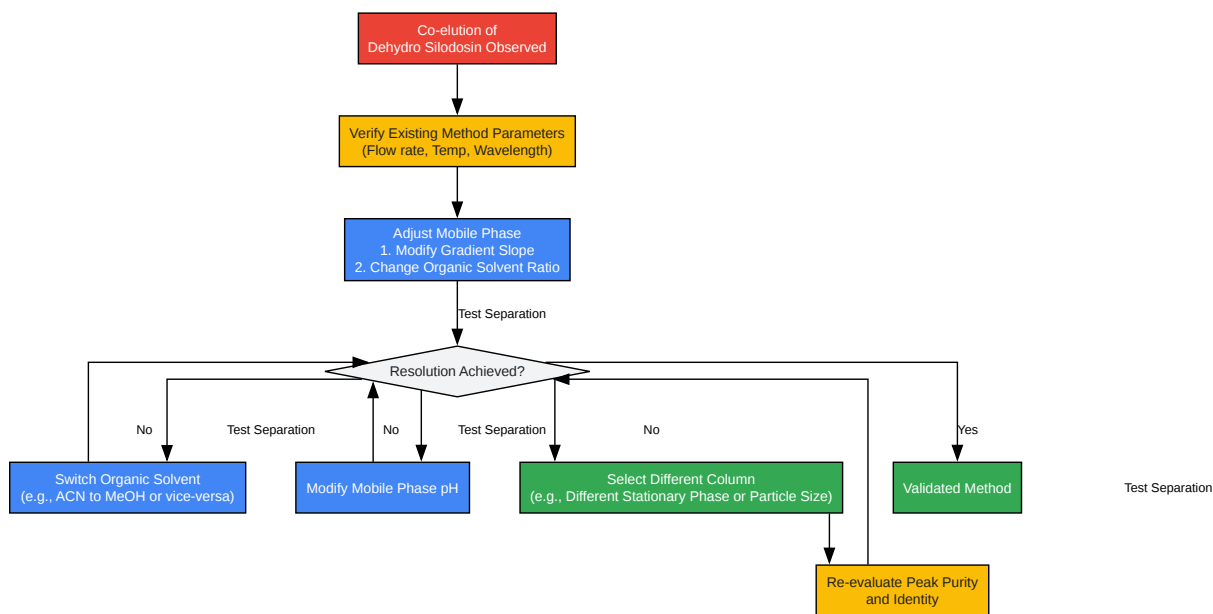 Co-elution of
Dehydro Silodosin Observed
Verify Existing Method Parameters
(Flow rate, Temp, Wavelength)
Adjust Mobile Phase
1. Modify Gradient Slope
2. Change Organic Solvent Ratio
Test Separation
Resolution Achieved?
No
Test Separation
No
Test Separation
No
Yes
Switch Organic Solvent
(e.g., ACN to MeOH or vice-versa)
Modify Mobile Phase pH
Select Different Column
(e.g., Different Stationary Phase or Particle Size)
Validated Method
Test Separation
Re-evaluate Peak Purity
and Identity